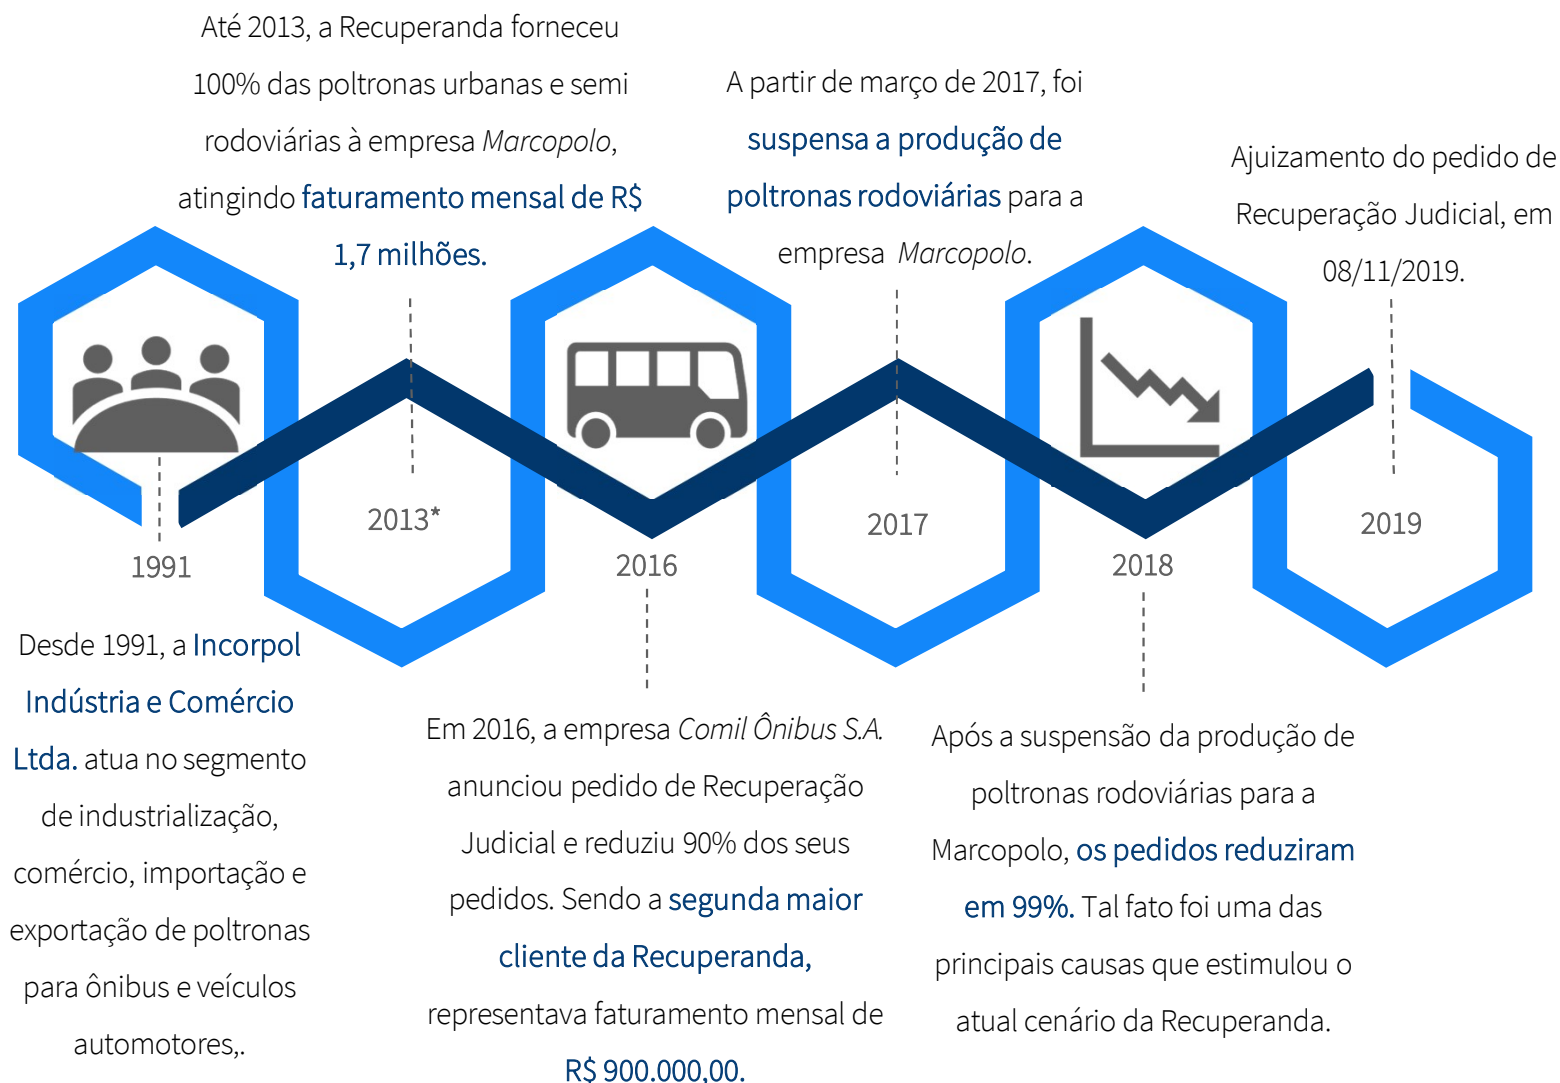 Até 2013, a Recuperanda forneceu
100% das poltronas urbanas e semi
rodoviárias à empresa Marcopolo,
atingindo faturamento mensal de R$
1,7 milhões.
A partir de março de 2017, foi
suspensa a produção de
poltronas rodoviárias para a
empresa Marcopolo.
Ajuizamento do pedido de
Recuperação Judicial, em
08/11/2019.
1991
2013*
2016
2017
2018
2019
Desde 1991, a Incorpol
Indústria e Comércio
Ltda. atua no segmento
de industrialização,
comércio, importação e
exportação de poltronas
para ônibus e veículos
automotores,.
Em 2016, a empresa Comil Ônibus S.A.
anunciou pedido de Recuperação
Judicial e reduziu 90% dos seus
pedidos. Sendo a segunda maior
cliente da Recuperanda,
representava faturamento mensal de
R$ 900.000,00.
Após a suspensão da produção de
poltronas rodoviárias para a
Marcopolo, os pedidos reduziram
em 99%. Tal fato foi uma das
principais causas que estimulou o
atual cenário da Recuperanda.